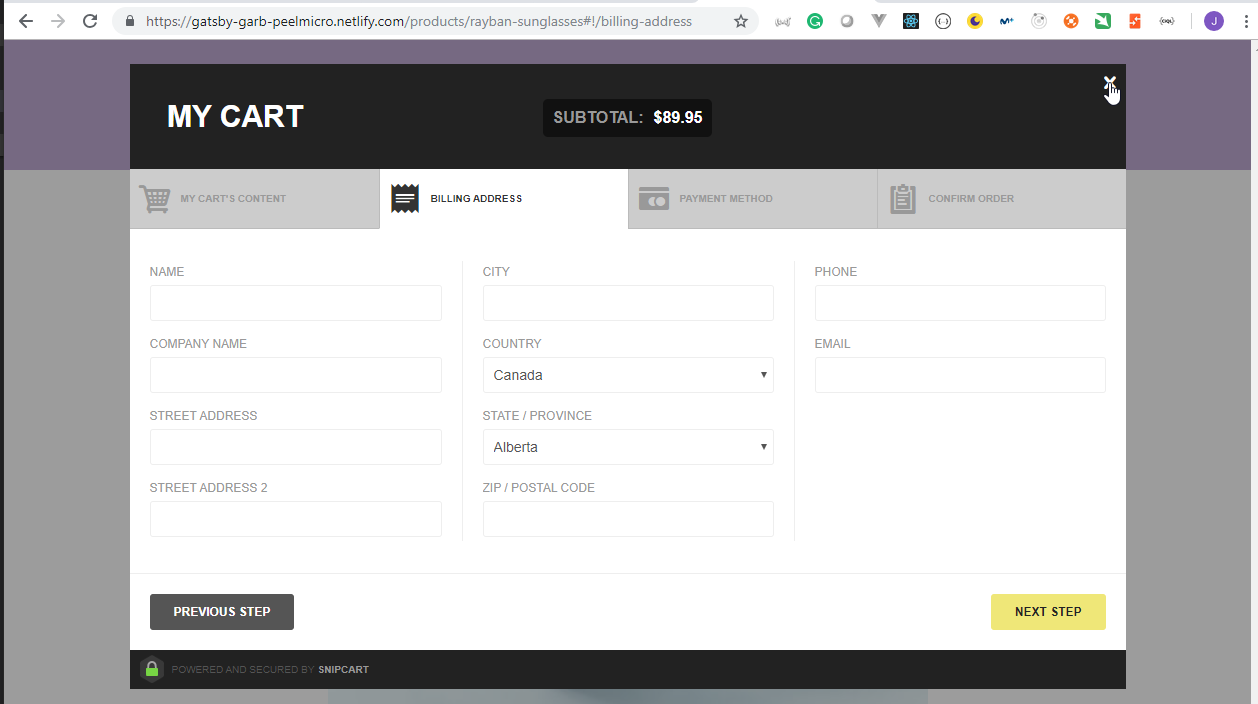 https://gatsby-garb-peelmicro.netlify.com/products/rayban-sunglasses#!/billing-address
J
MY CART
SUBTOTAL: $89.95
MY CART'S CONTENT
BILLING ADDRESS
PAYMENT METHOD
CONFIRM ORDER
NAME
CITY
PHONE
COMPANY NAME
COUNTRY
EMAIL
Canada
STREET ADDRESS
STATE / PROVINCE
Alberta
STREET ADDRESS 2
ZIP / POSTAL CODE
PREVIOUS STEP
NEXT STEP
POWERED AND SECURED BY SNIPCART